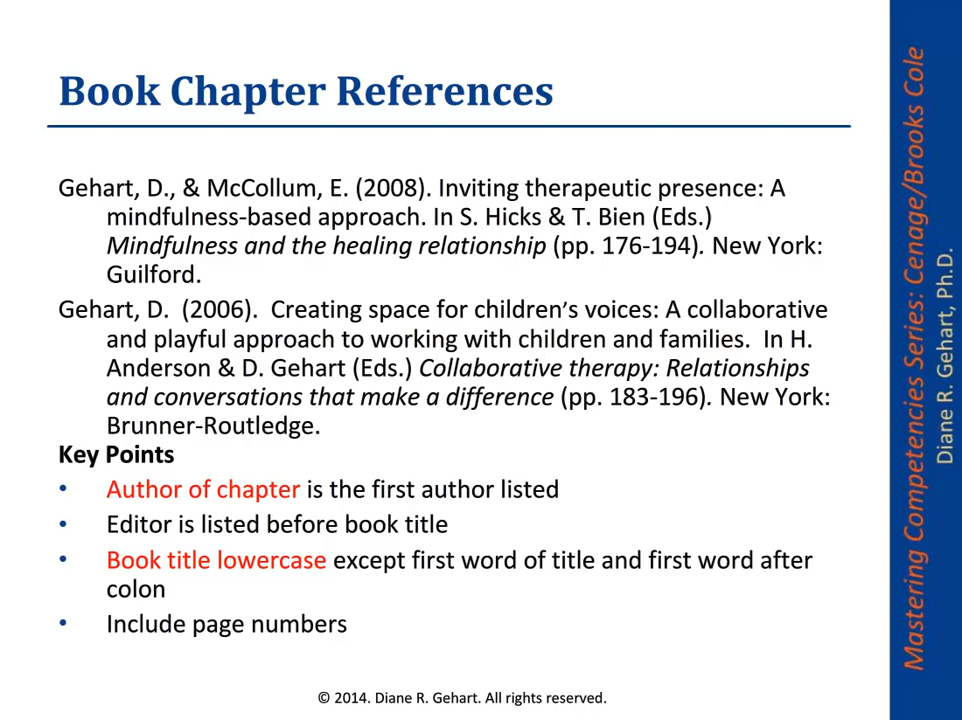 Book Chapter References
Gehart, D., & McCollum, E. (2008). Inviting therapeutic presence: A
mindfulness-based approach. In S. Hicks & T. Bien (Eds.)
Mindfulness and the healing relationship (pp. 176-194). New York:
Guilford.
Gehart, D.  (2006).  Creating space for children’s voices: A collaborative
and playful approach to working with children and families.  In H.
Anderson & D. Gehart (Eds.) Collaborative therapy: Relationships
and conversations that make a difference (pp. 183-196). New York:
Brunner-Routledge.
Key Points
• Author of chapter is the first author listed
• Editor is listed before book title
• Book title lowercase except first word of title and first word after
colon
• Include page numbers
© 2014. Diane R. Gehart. All rights reserved.
Mastering Competencies Series: Cenage/Brooks Cole
Diane R. Gehart, Ph.D.